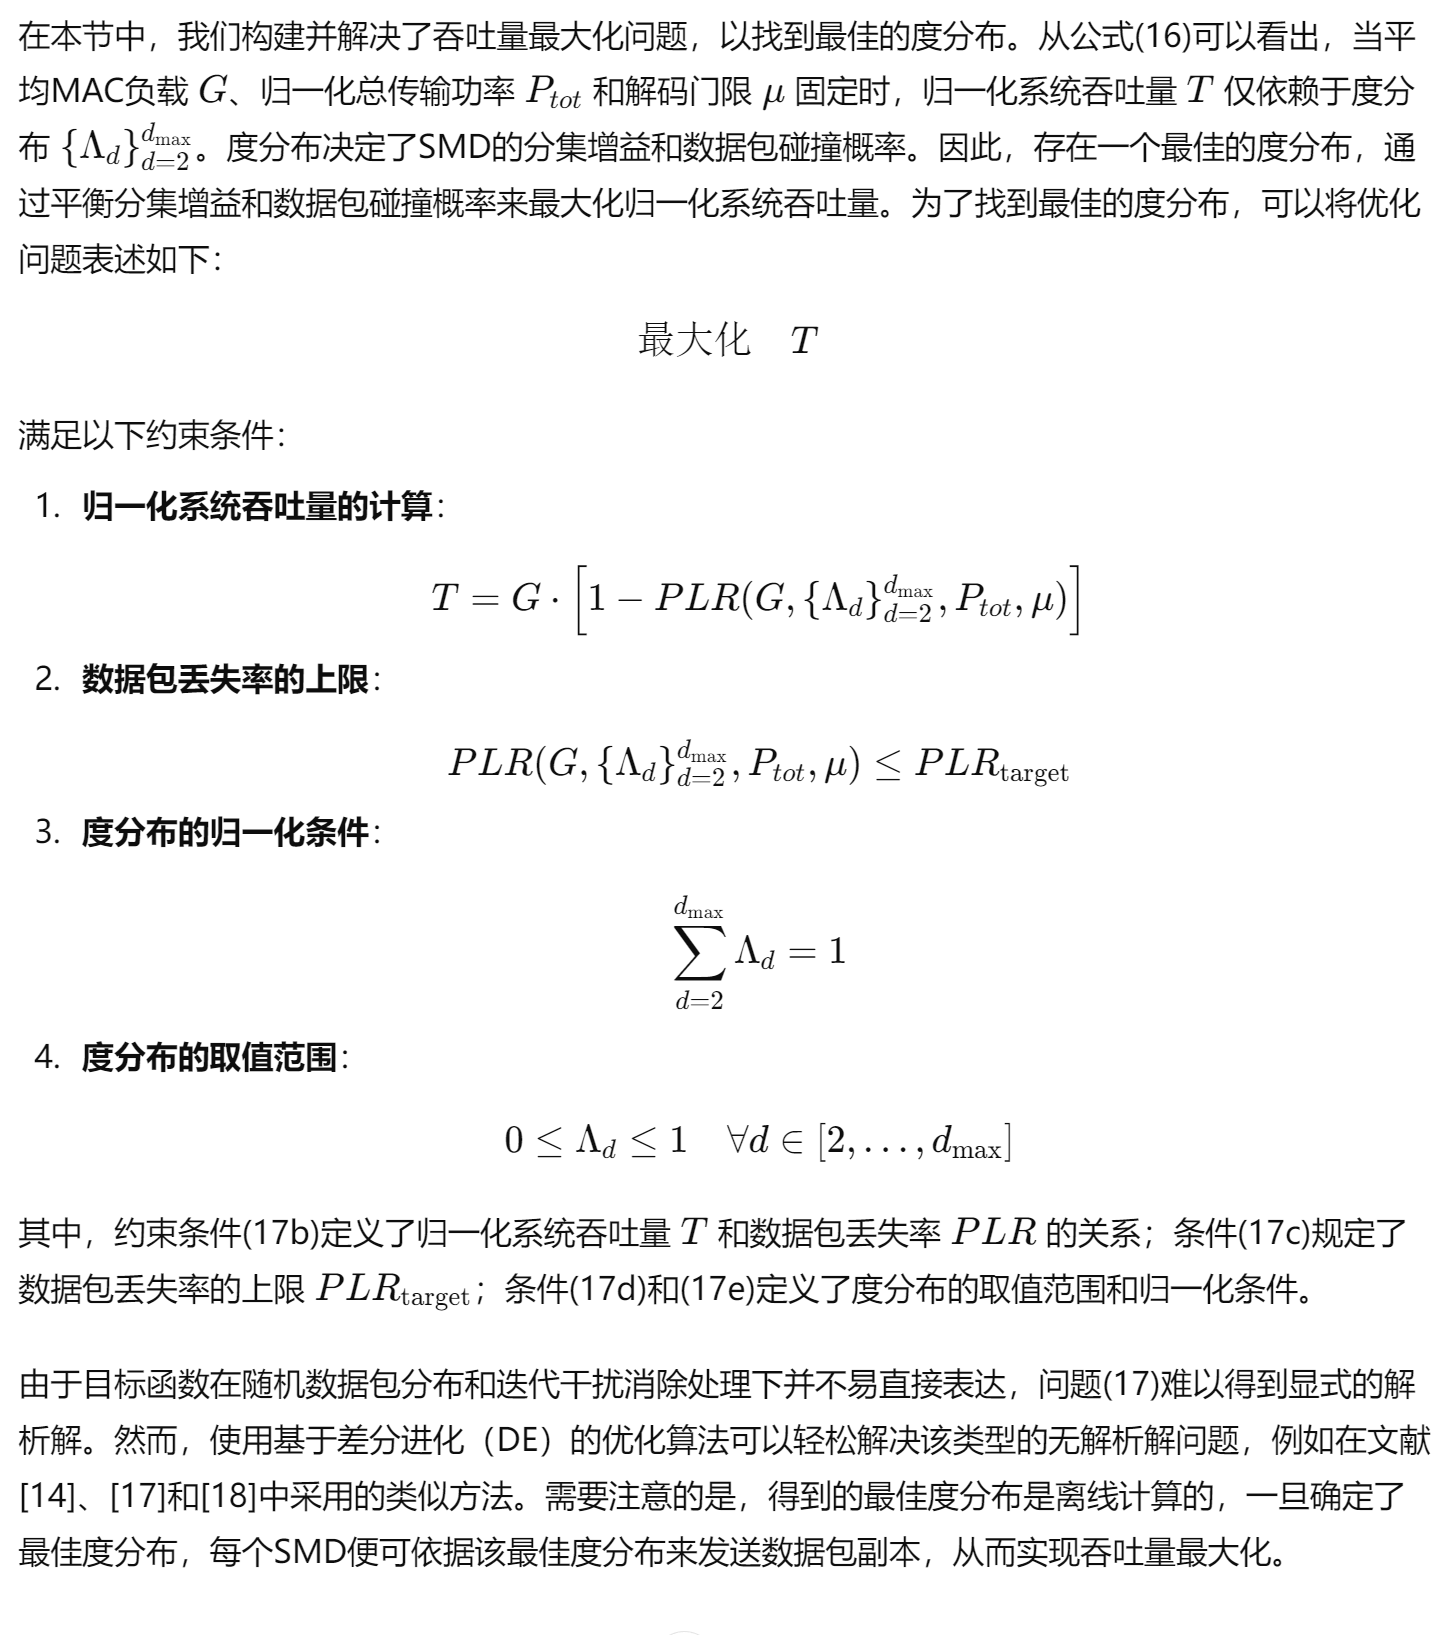 在本节中，我们构建并解决了吞吐量最大化问题，以找到最佳的度分布。从公式(16)可以看出，当平
均MAC负载 G、归一化总传输功率 P_{tot} 和解码门限 μ 固定时，归一化系统吞吐量 T 仅依赖于度分
布 {Λ_d}_{d=2}^{d_{max}}。度分布决定了SMD的分集增益和数据包碰撞概率。因此，存在一个最佳的度分布，通
过平衡分集增益和数据包碰撞概率来最大化归一化系统吞吐量。为了找到最佳的度分布，可以将优化
问题表述如下：
最大化 T
满足以下约束条件：
1. 归一化系统吞吐量的计算：
T = G · [1 − PLR(G, {Λ_d}_{d=2}^{d_{max}}, P_{tot}, μ)]
2. 数据包丢失率的上限：
PLR(G, {Λ_d}_{d=2}^{d_{max}}, P_{tot}, μ) ≤ PLR_{target}
3. 度分布的归一化条件：
∑_{d=2}^{d_{max}} Λ_d = 1
4. 度分布的取值范围：
0 ≤ Λ_d ≤ 1 ∀d ∈ [2, …, d_{max}]
其中，约束条件(17b)定义了归一化系统吞吐量 T 和数据包丢失率 PLR 的关系；条件(17c)规定了
数据包丢失率的上限 PLR_{target}；条件(17d)和(17e)定义了度分布的取值范围和归一化条件。
由于目标函数在随机数据包分布和迭代干扰消除处理下并不易直接表达，问题(17)难以得到显式的解
析解。然而，使用基于差分进化（DE）的优化算法可以轻松解决该类型的无解析解问题，例如在文献
[14]、[17]和[18]中采用的类似方法。需要注意的是，得到的最佳度分布是离线计算的，一旦确定了
最佳度分布，每个SMD便可依据该最佳度分布来发送数据包副本，从而实现吞吐量最大化。